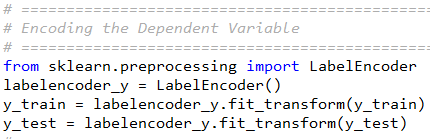 # =============================================
# Encoding the Dependent Variable
# =============================================
from sklearn.preprocessing import LabelEncoder
labelencoder_y = LabelEncoder()
y_train = labelencoder_y.fit_transform(y_train)
y_test = labelencoder_y.fit_transform(y_test)